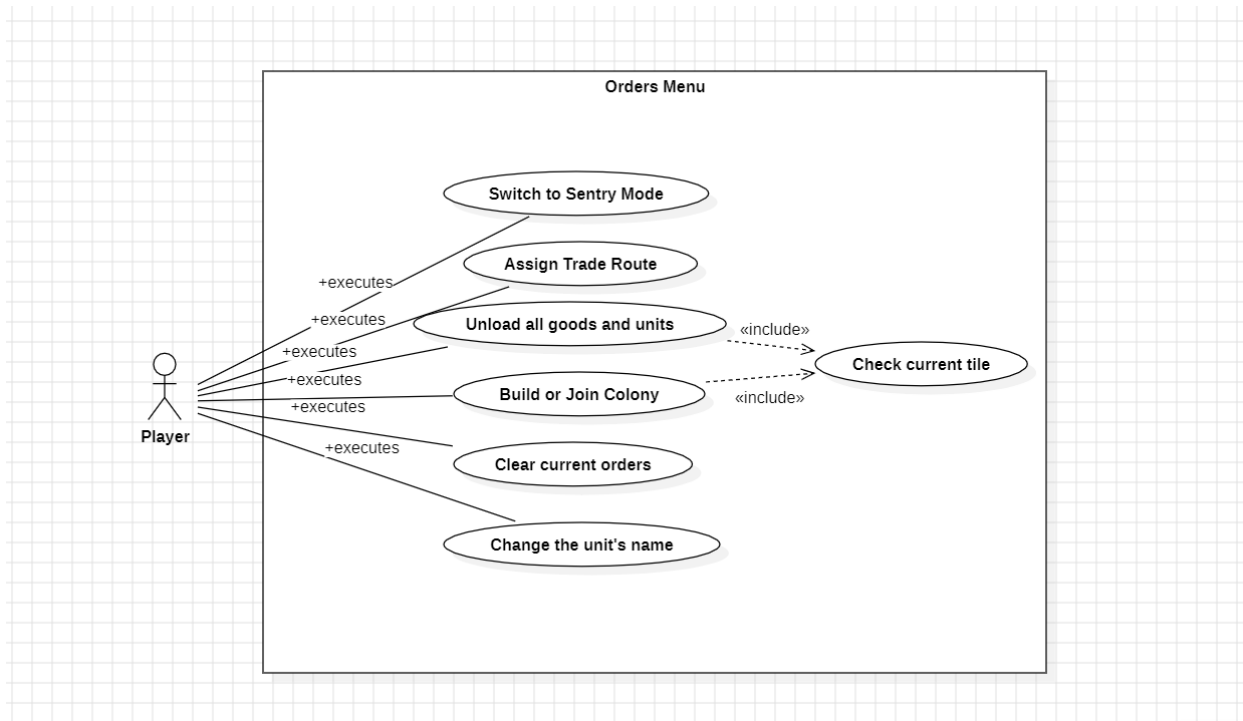 Orders Menu
Switch to Sentry Mode
Assign Trade Route
+executes
+executes
Unload all goods and units
«include»
+executes
Check current tile
+executes
Build or Join Colony
«include»
+executes
Player
+executes
Clear current orders
Change the unit's name